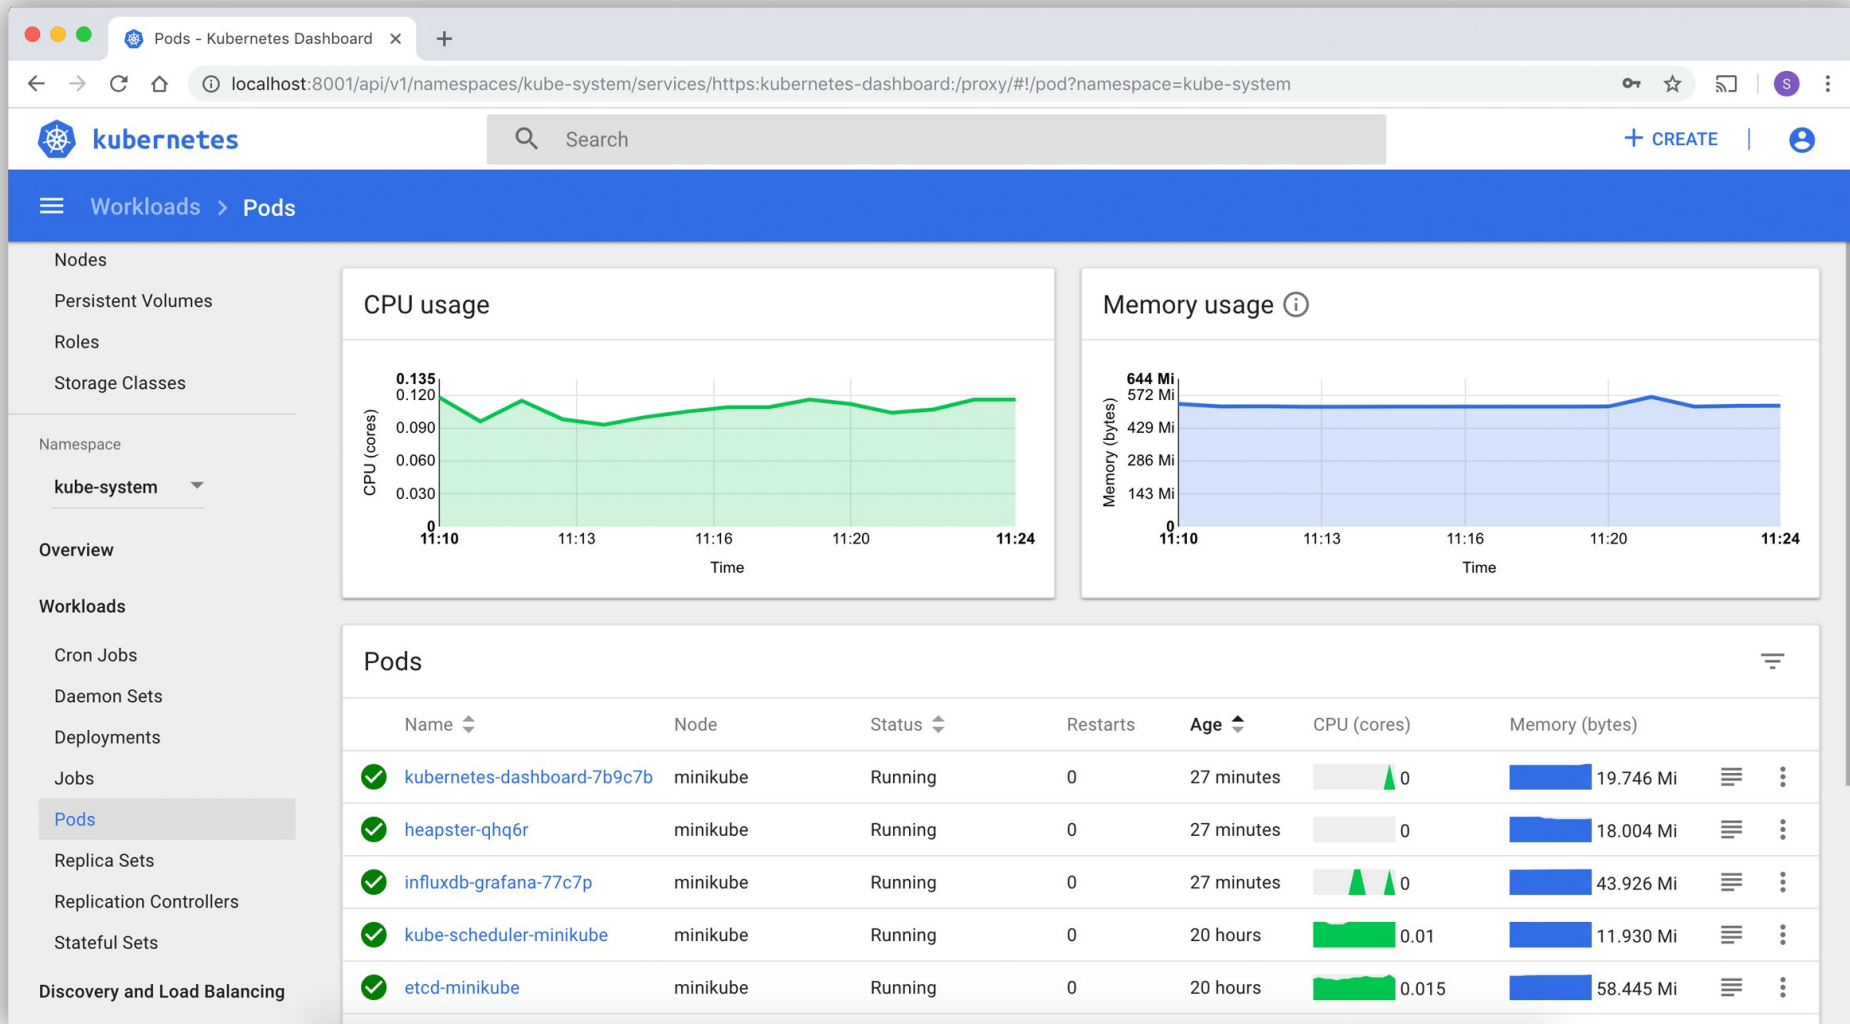 Pods - Kubernetes Dashboard
localhost:8001/api/v1/namespaces/kube-system/services/https:kubernetes-dashboard:/proxy/#!/pod?namespace=kube-system
S
kubernetes
Search
+ CREATE
Workloads > Pods
Nodes
Persistent Volumes
Roles
Storage Classes
Namespace
kube-system
Overview
Workloads
Cron Jobs
Daemon Sets
Deployments
Jobs
Pods
Replica Sets
Replication Controllers
Stateful Sets
Discovery and Load Balancing
CPU usage
CPU (cores)
0.135
0.120
0.090
0.060
0.030
0
11:10 11:13 11:16 11:20 11:24
Time
Memory usage
Memory (bytes)
644 Mi
572 Mi
429 Mi
286 Mi
143 Mi
0
11:10 11:13 11:16 11:20 11:24
Time
Pods
Name Node Status Restarts Age CPU (cores) Memory (bytes)
kubernetes-dashboard-7b9c7b minikube Running 0 27 minutes 0 19.746 Mi
heapster-qhq6r minikube Running 0 27 minutes 0 18.004 Mi
influxdb-grafana-77c7p minikube Running 0 27 minutes 0 43.926 Mi
kube-scheduler-minikube minikube Running 0 20 hours 0.01 11.930 Mi
etcd-minikube minikube Running 0 20 hours 0.015 58.445 Mi